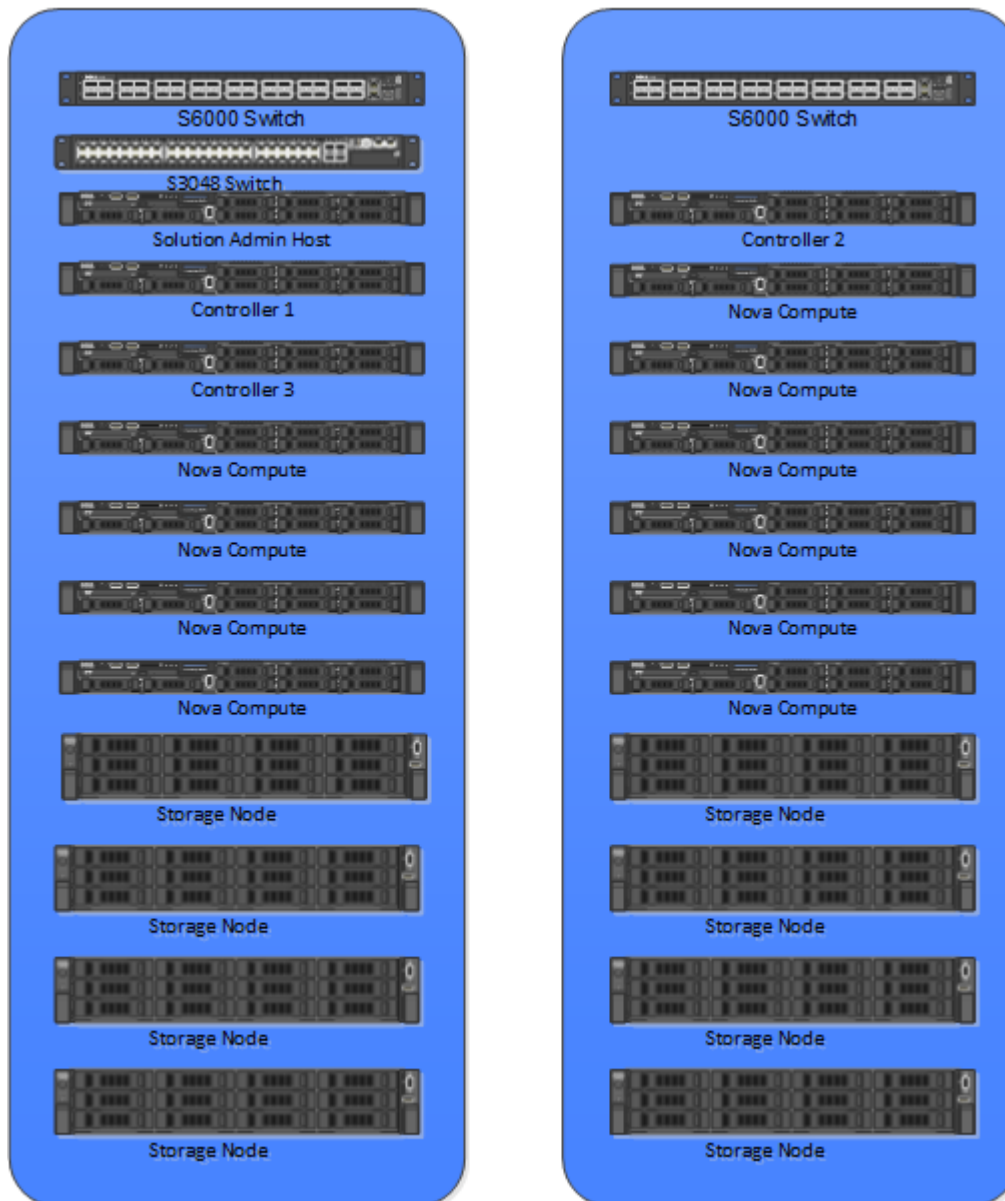 S6000 Switch
S3048 Switch
Solution Admin Host
Controller 1
Controller 3
Nova Compute
Nova Compute
Nova Compute
Nova Compute
Storage Node
Storage Node
Storage Node
Storage Node
S6000 Switch
Controller 2
Nova Compute
Nova Compute
Nova Compute
Nova Compute
Nova Compute
Nova Compute
Storage Node
Storage Node
Storage Node
Storage Node